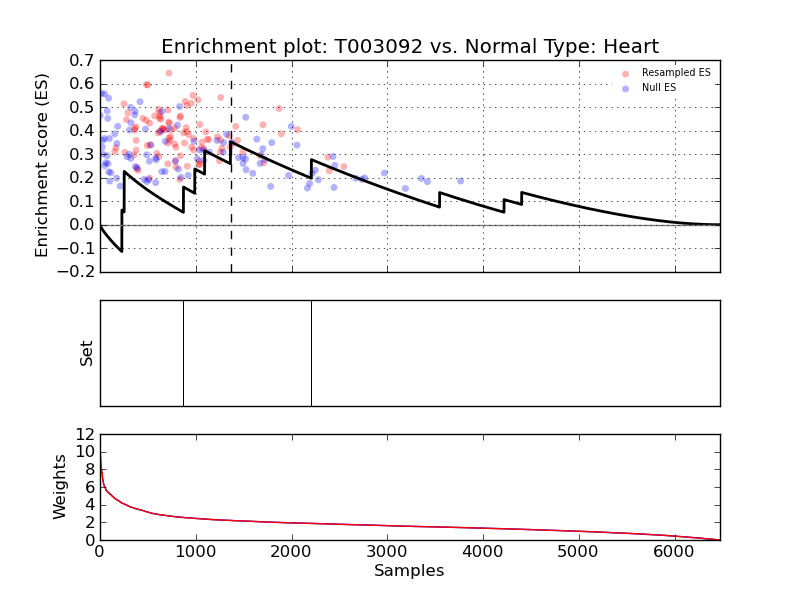 Enrichment plot: T003092 vs. Normal Type: Heart
Enrichment score (ES)
0.7
0.6
0.5
0.4
0.3
0.2
0.1
0.0
−0.1
−0.2
Resampled ES
Null ES
Set
Weights
12
10
8
6
4
2
0
0 1000 2000 3000 4000 5000 6000
Samples